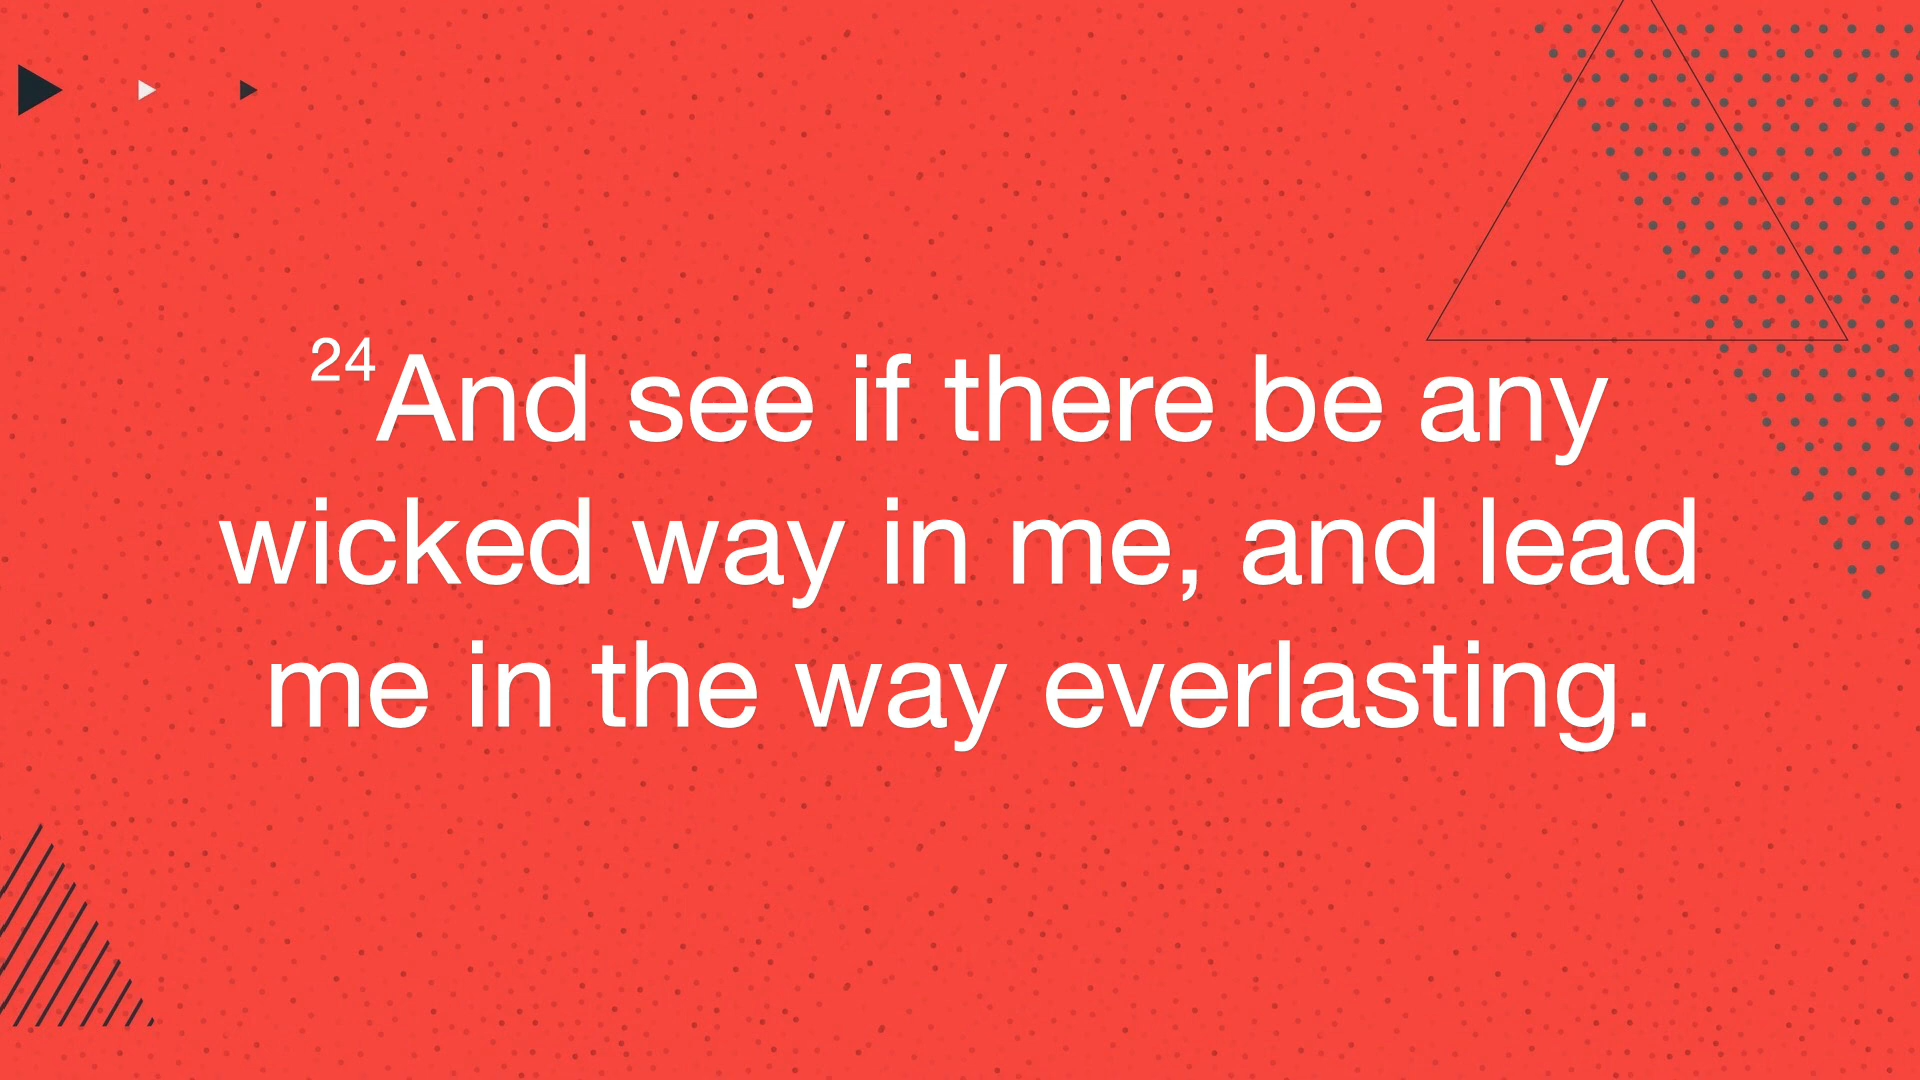 24And see if there be any
wicked way in me, and lead
me in the way everlasting.